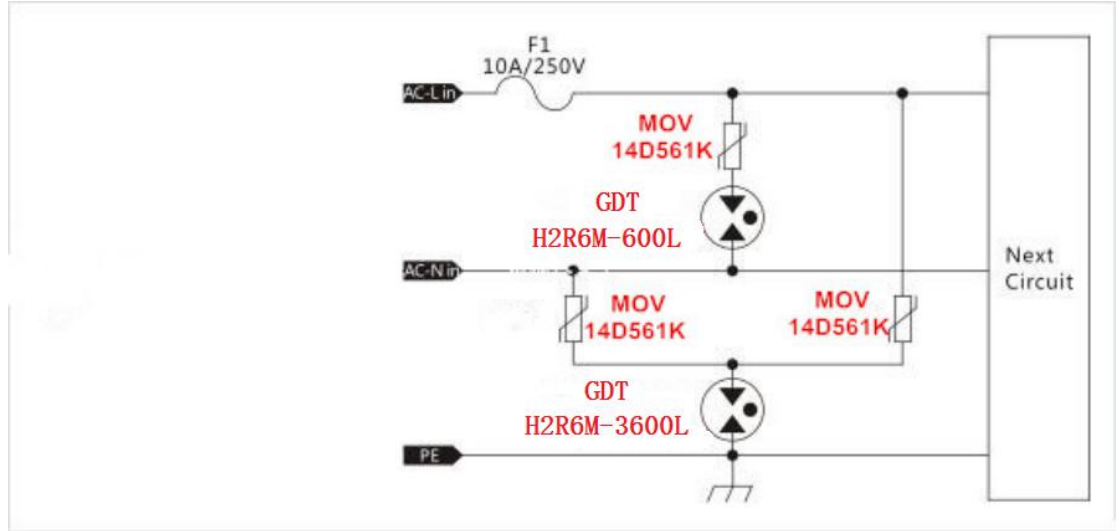 F1
10A/250V
AC-L in
MOV
14D561K
GDT
H2R6M-600L
AC-N in
Next
Circuit
MOV
14D561K
MOV
14D561K
GDT
H2R6M-3600L
PE